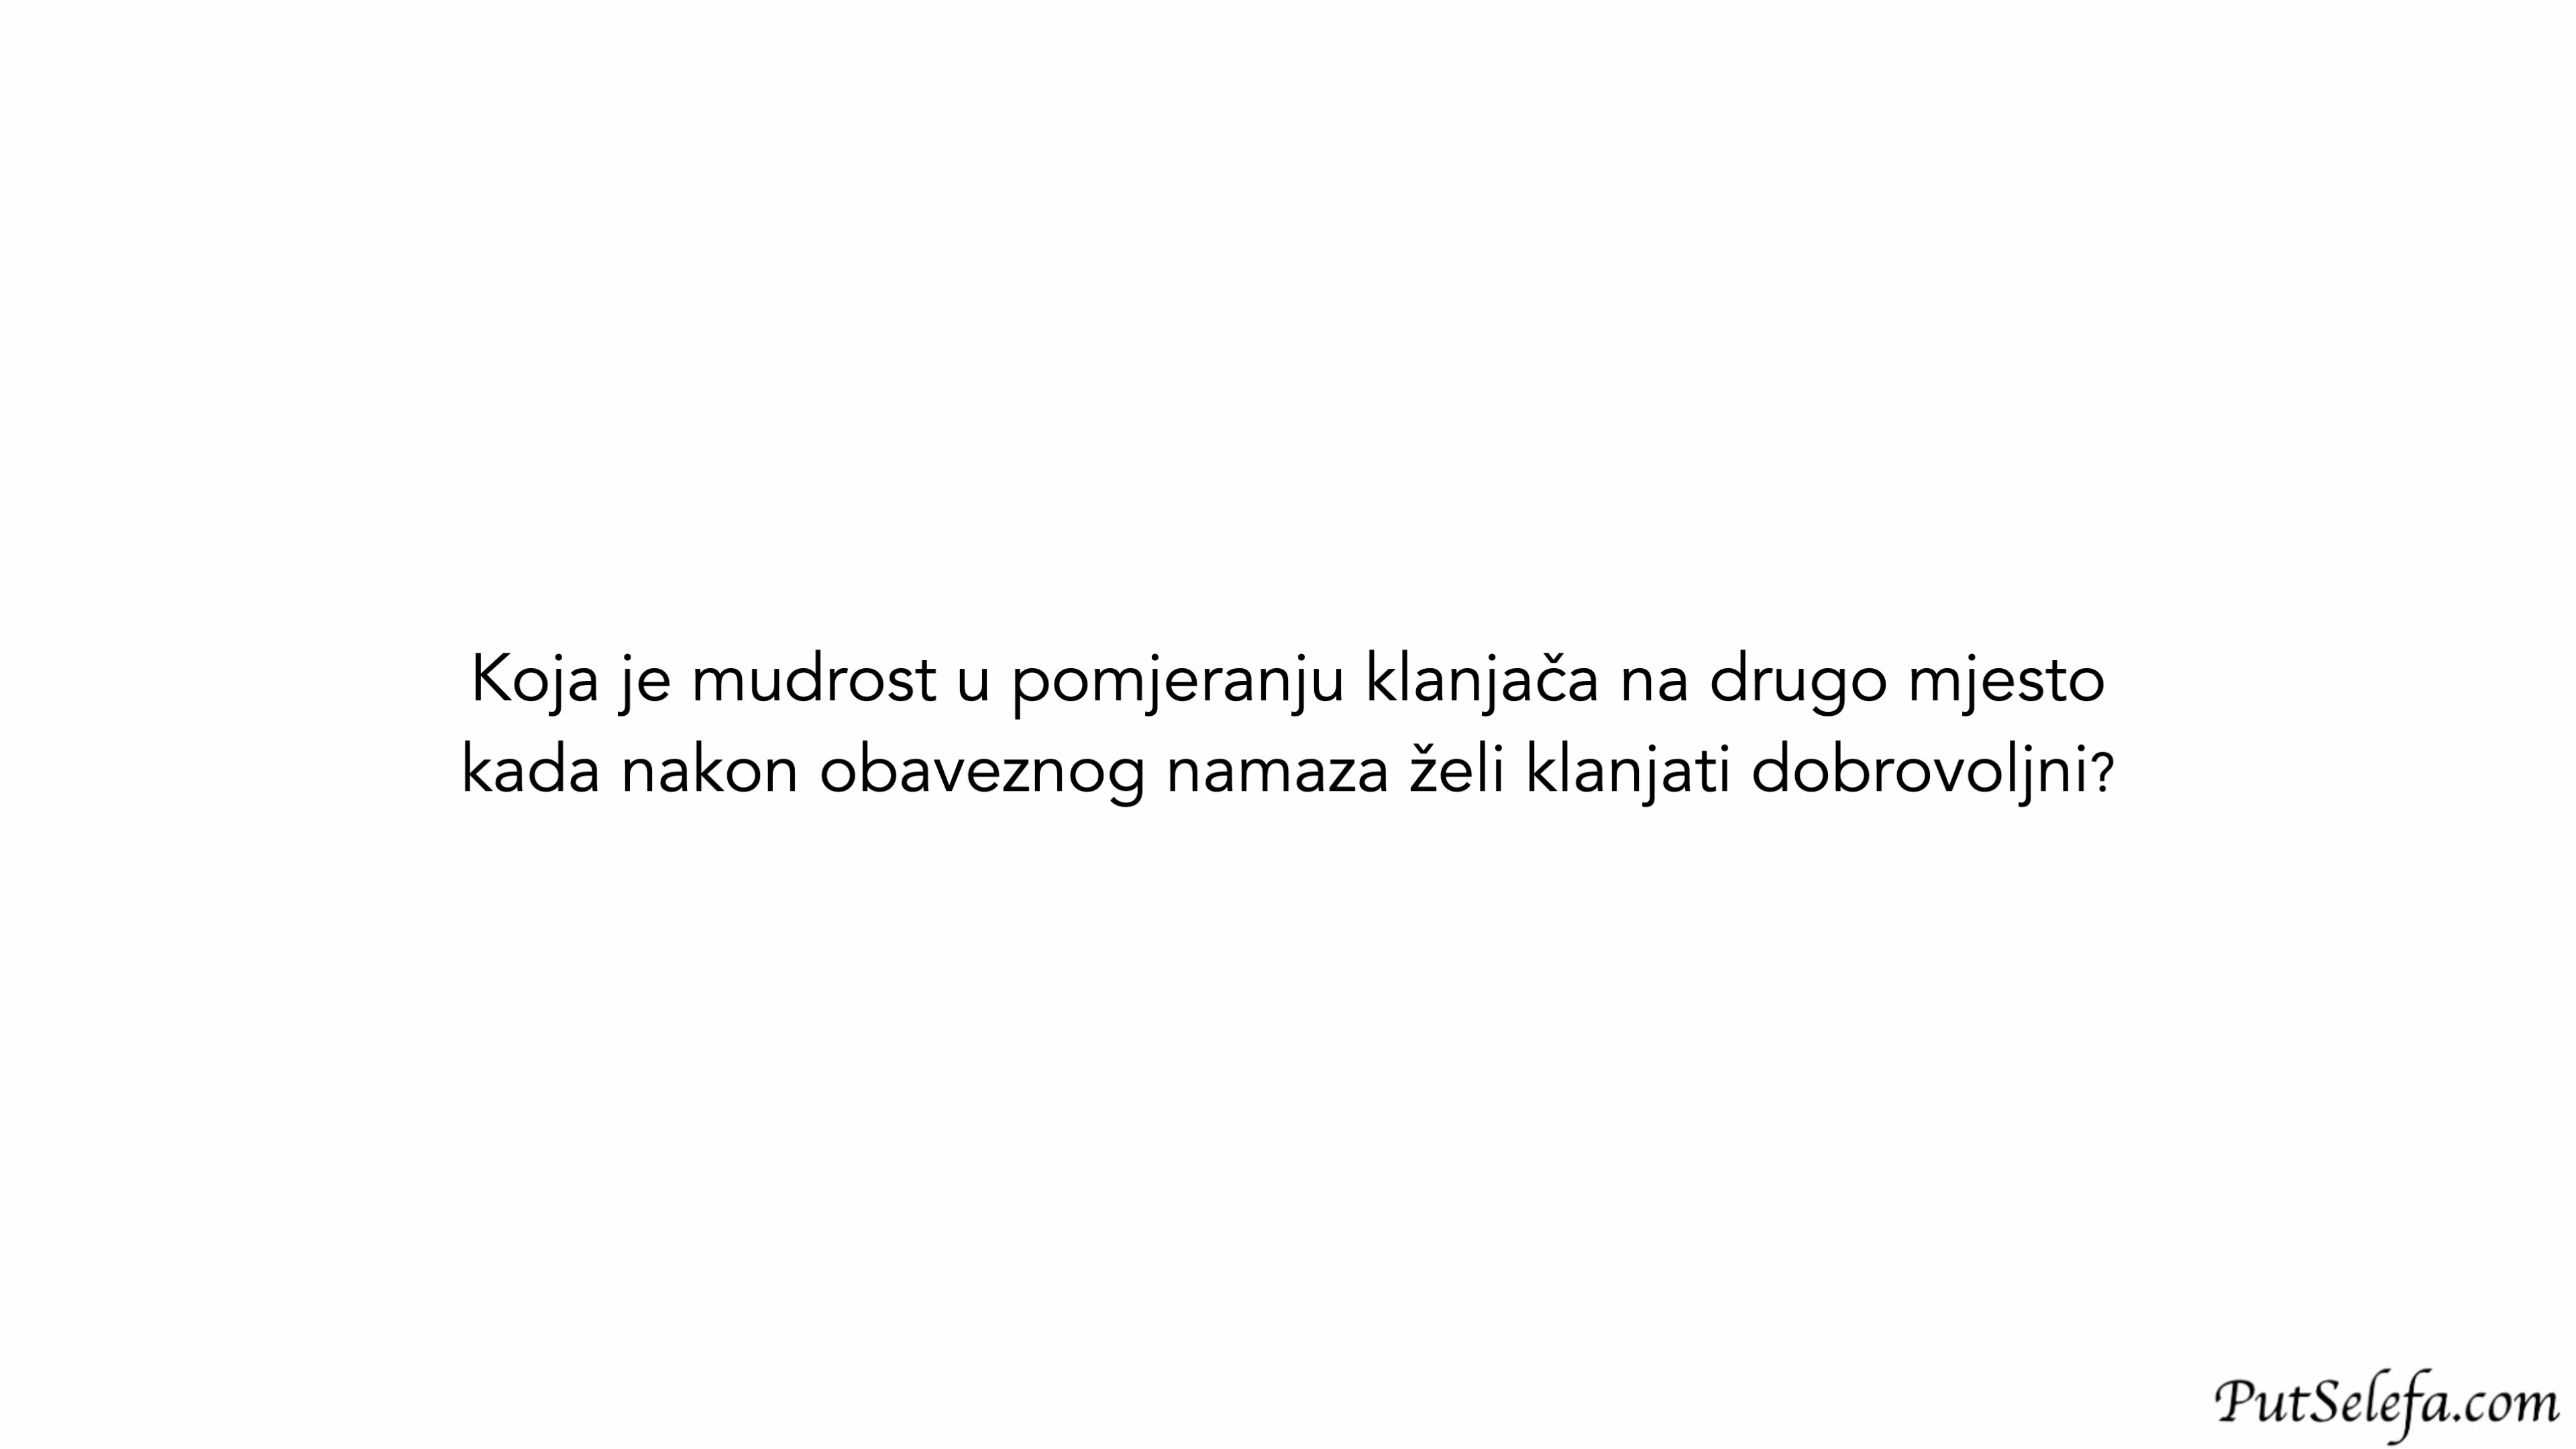 Koja je mudrost u pomjeranju klanjača na drugo mjesto
kada nakon obaveznog namaza želi klanjati dobrovoljni?
PutSelefa.com